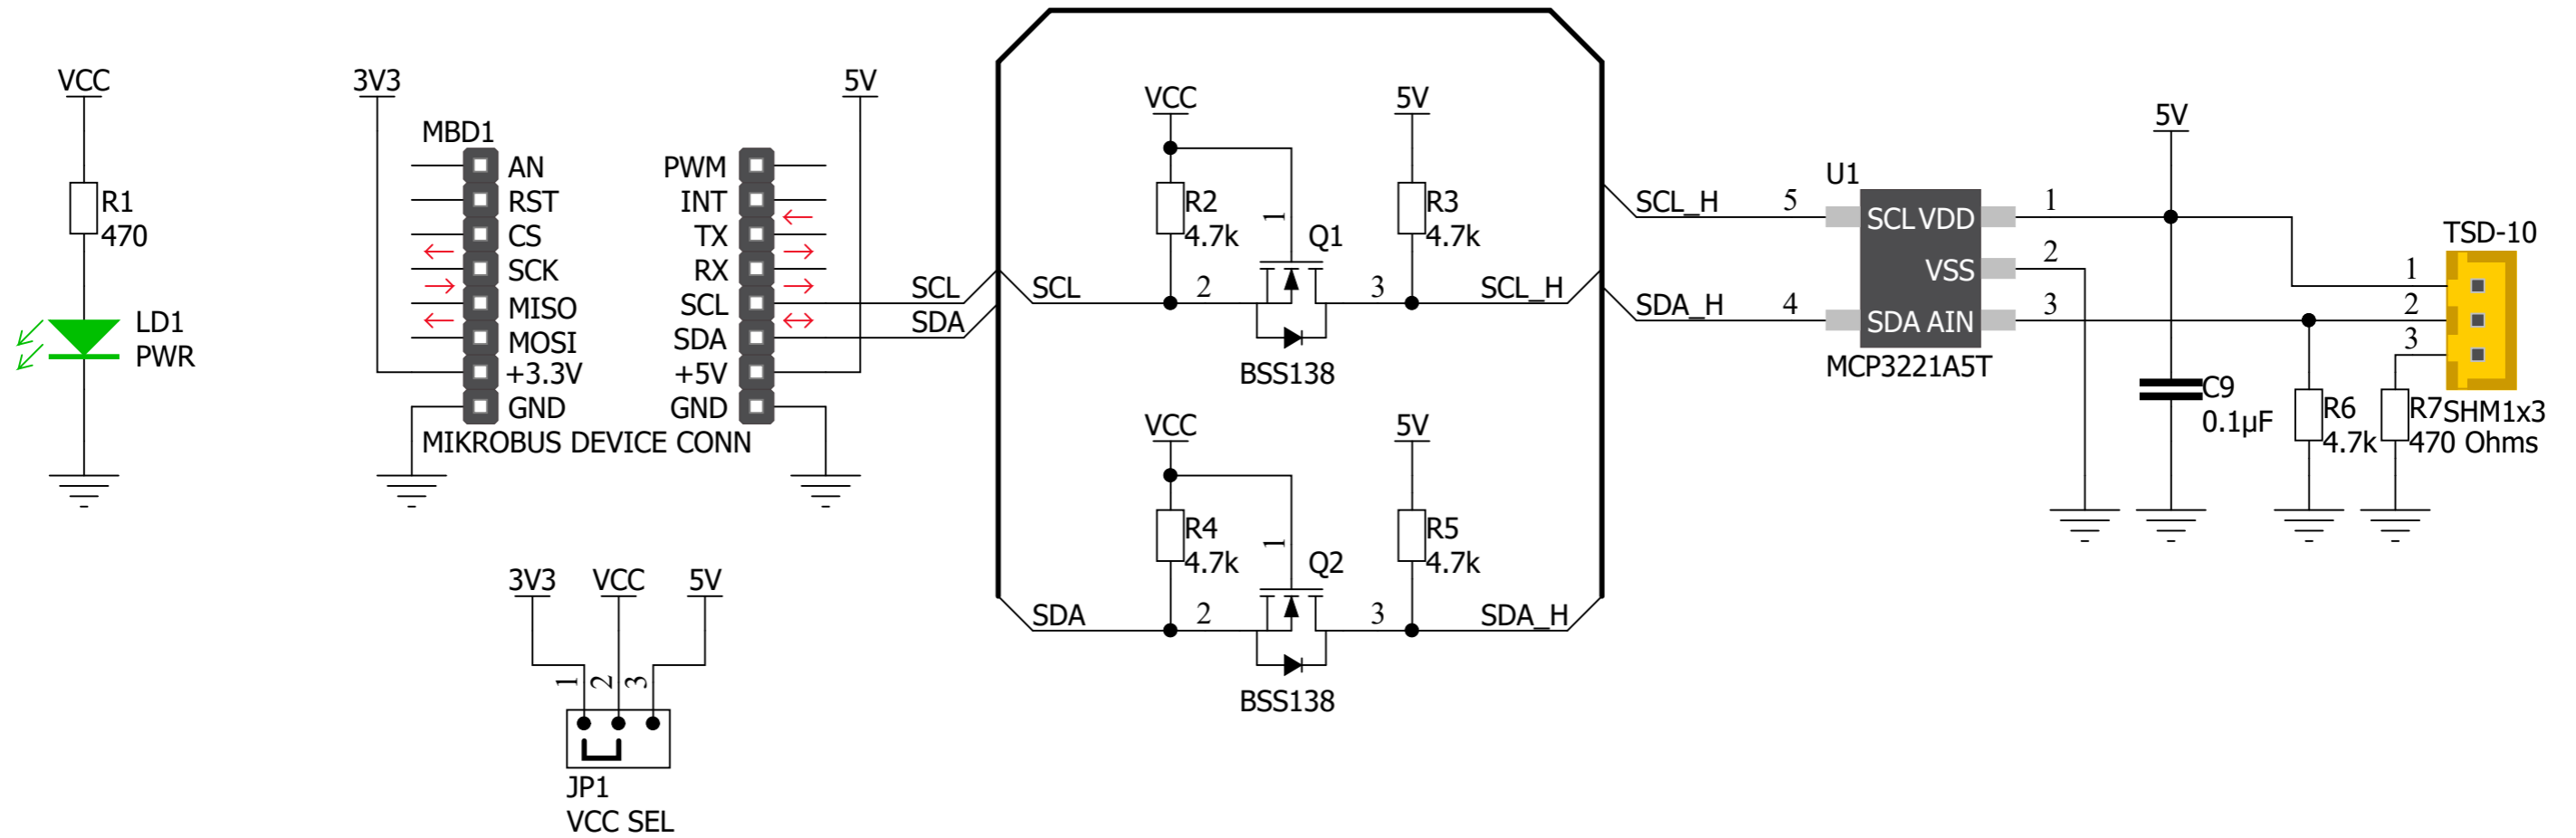 VCC
R1
470
LD1
PWR
3V3
5V
MBD1
AN
RST
CS
SCK
MISO
MOSI
+3.3V
GND
PWM
INT
TX
RX
SCL
SDA
+5V
GND
MIKROBUS DEVICE CONN
SCL
SDA
3V3 VCC 5V
1 2 3
JP1
VCC SEL
VCC
R2
4.7k
1
Q1
5V
R3
4.7k
SCL
2
3
SCL_H
BSS138
VCC
R4
4.7k
1
Q2
5V
R5
4.7k
SDA
2
3
SDA_H
BSS138
SCL_H
5
SDA_H
4
U1
SCL VDD
VSS
SDA AIN
MCP3221A5T
1
2
3
5V
C9
0.1µF
R6
4.7k
R7
470 Ohms
TSD-10
1
2
3
SHM1x3